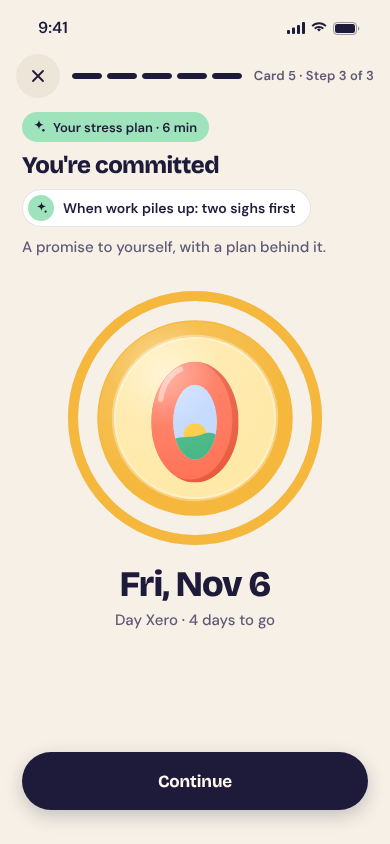 9:41
Card 5 · Step 3 of 3
Your stress plan · 6 min
You're committed
When work piles up: two sighs first
A promise to yourself, with a plan behind it.
Fri, Nov 6
Day Xero · 4 days to go
Continue